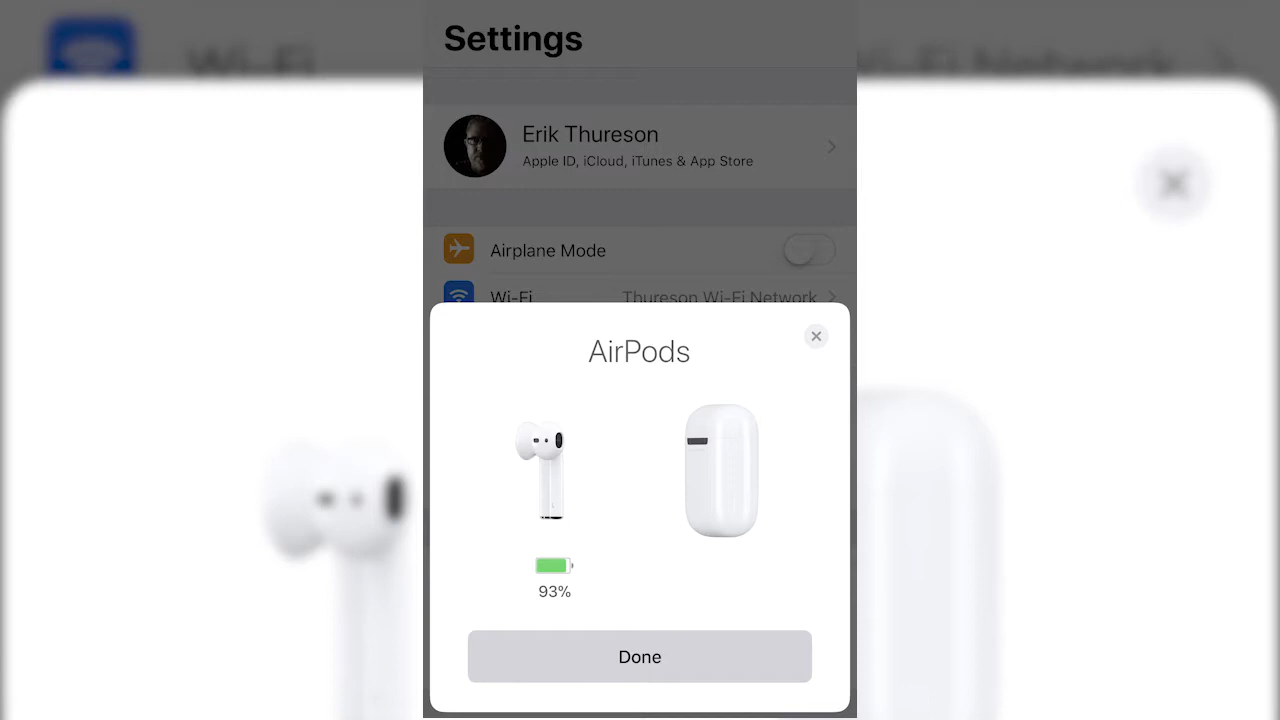 Settings
Erik Thureson
Apple ID, iCloud, iTunes & App Store
Airplane Mode
Wi-Fi Thureson Wi-Fi Network
AirPods
93%
Done